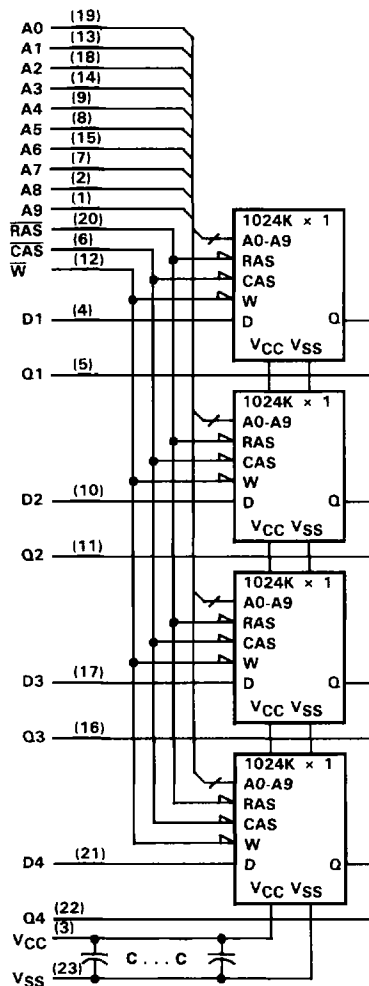 A0 (19)
A1 (13)
A2 (18)
A3 (14)
A4 (9)
A5 (8)
A6 (15)
A7 (7)
A8 (2)
A9 (1)
R̅A̅S̅ (20)
C̅A̅S̅ (6)
W̅ (12)
1024K × 1
A0-A9
RAS
CAS
W
D1 (4) D Q
VCC VSS
Q1 (5)
1024K × 1
A0-A9
RAS
CAS
W
D2 (10) D Q
VCC VSS
Q2 (11)
1024K × 1
A0-A9
RAS
CAS
W
D3 (17) D Q
VCC VSS
Q3 (16)
1024K × 1
A0-A9
RAS
CAS
W
D4 (21) D Q
VCC VSS
Q4 (22)
VCC (3)
C . . . C
VSS (23)